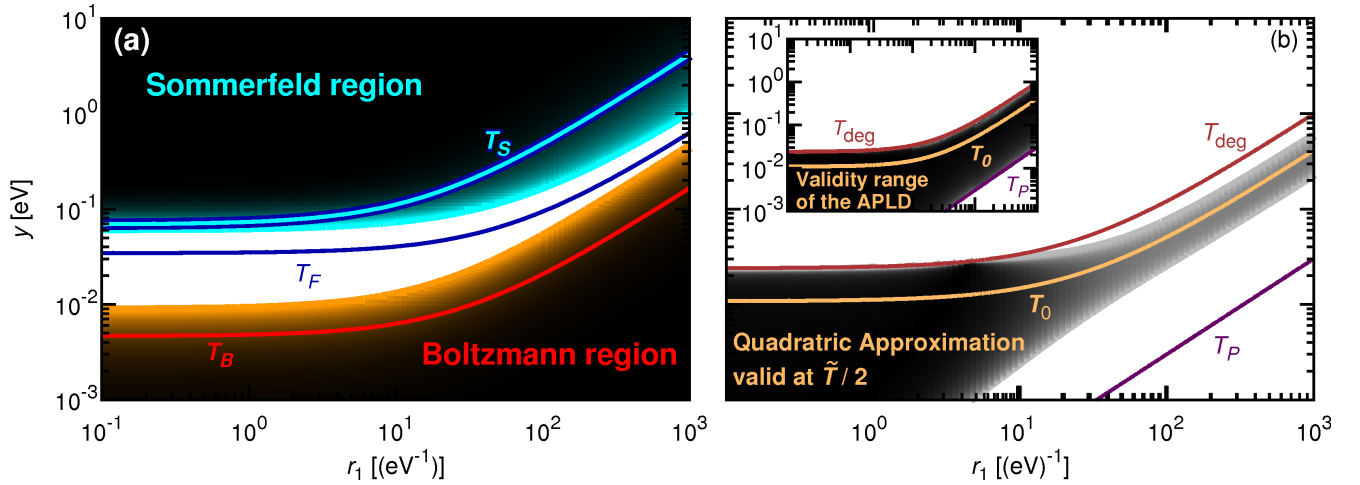 (a)
Sommerfeld region
T_S
T_F
T_B
Boltzmann region
y [eV]
10^1
10^0
10^-1
10^-2
10^-3
10^-1 10^0 10^1 10^2 10^3
r_1 [(eV^-1)]
(b)
10^1
10^0
10^-1
10^-2
10^-3
T_deg
T_0
T_P
Validity range
of the APLD
T_deg
T_0
T_P
Quadratic Approximation
valid at T̃ / 2
10^0 10^1 10^2 10^3
r_1 [(eV)^-1]